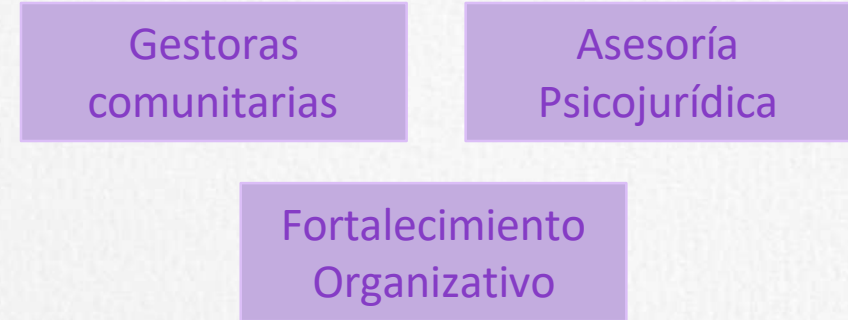 Gestoras
comunitarias
Asesoría
Psicojurídica
Fortalecimiento
Organizativo